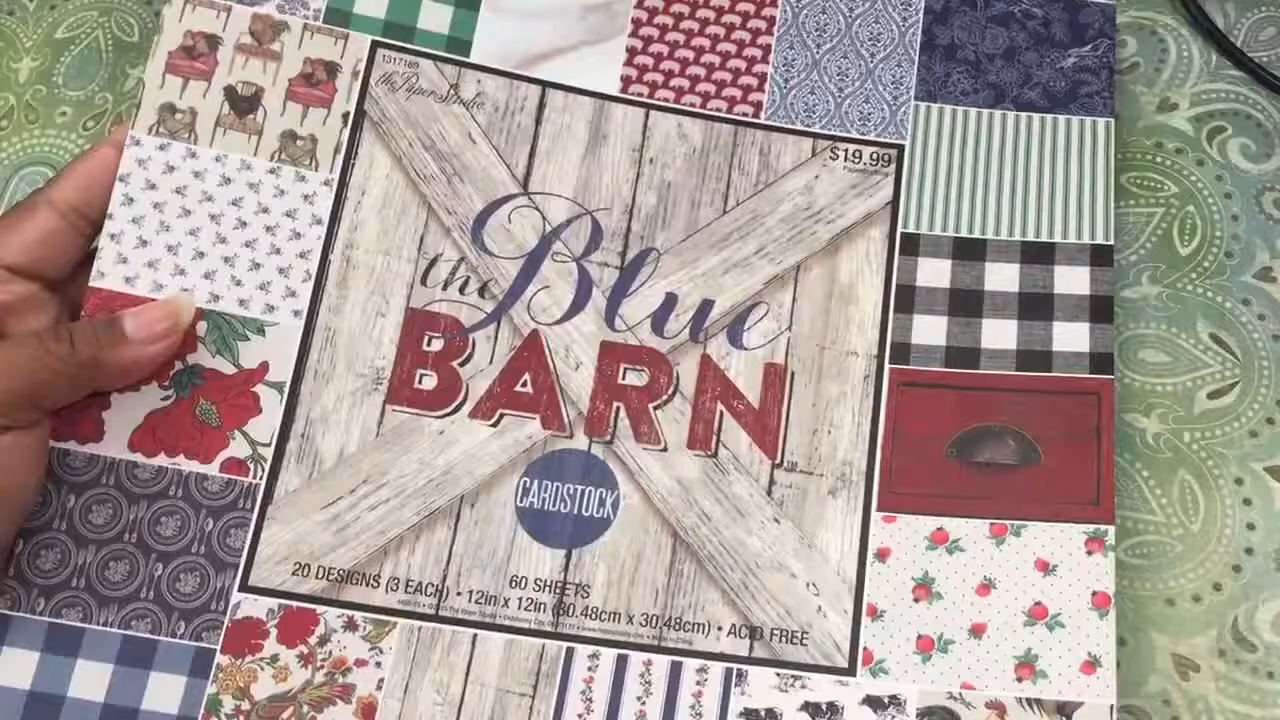 1317189
the Paper Studio
$19.99
the Blue
BARN
CARDSTOCK
60 SHEETS
20 DESIGNS (3 EACH) • 12in x 12in (30.48cm x 30.48cm) • ACID FREE